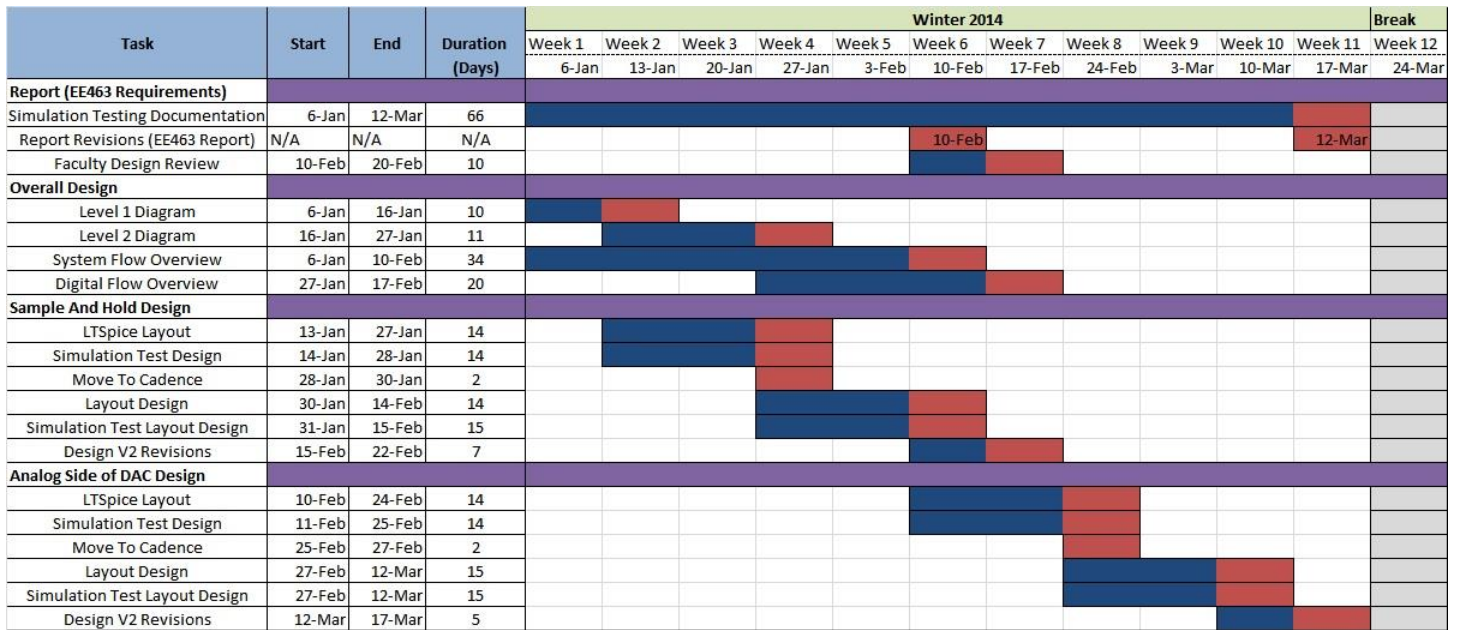 Winter 2014 Break
Task Start End Duration (Days) Week 1 Week 2 Week 3 Week 4 Week 5 Week 6 Week 7 Week 8 Week 9 Week 10 Week 11 Week 12
6-Jan 13-Jan 20-Jan 27-Jan 3-Feb 10-Feb 17-Feb 24-Feb 3-Mar 10-Mar 17-Mar 24-Mar
Report (EE463 Requirements)
Simulation Testing Documentation 6-Jan 12-Mar 66
Report Revisions (EE463 Report) N/A N/A N/A 10-Feb 12-Mar
Faculty Design Review 10-Feb 20-Feb 10
Overall Design
Level 1 Diagram 6-Jan 16-Jan 10
Level 2 Diagram 16-Jan 27-Jan 11
System Flow Overview 6-Jan 10-Feb 34
Digital Flow Overview 27-Jan 17-Feb 20
Sample And Hold Design
LTSpice Layout 13-Jan 27-Jan 14
Simulation Test Design 14-Jan 28-Jan 14
Move To Cadence 28-Jan 30-Jan 2
Layout Design 30-Jan 14-Feb 14
Simulation Test Layout Design 31-Jan 15-Feb 15
Design V2 Revisions 15-Feb 22-Feb 7
Analog Side of DAC Design
LTSpice Layout 10-Feb 24-Feb 14
Simulation Test Design 11-Feb 25-Feb 14
Move To Cadence 25-Feb 27-Feb 2
Layout Design 27-Feb 12-Mar 15
Simulation Test Layout Design 27-Feb 12-Mar 15
Design V2 Revisions 12-Mar 17-Mar 5